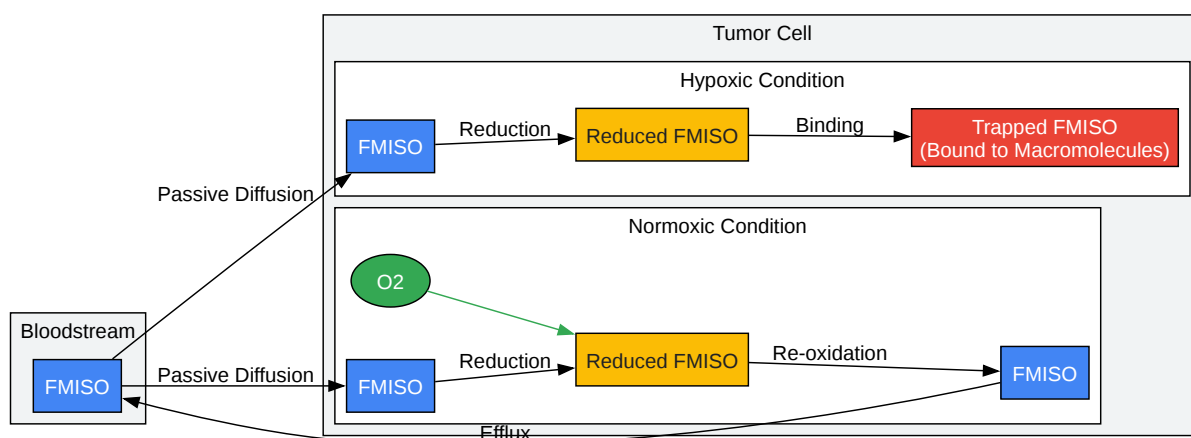 Tumor Cell
Hypoxic Condition
FMISO
Reduction
Reduced FMISO
Binding
Trapped FMISO
(Bound to Macromolecules)
Passive Diffusion
Normoxic Condition
O2
Bloodstream
FMISO
Passive Diffusion
FMISO
Reduction
Reduced FMISO
Re-oxidation
FMISO
Efflux